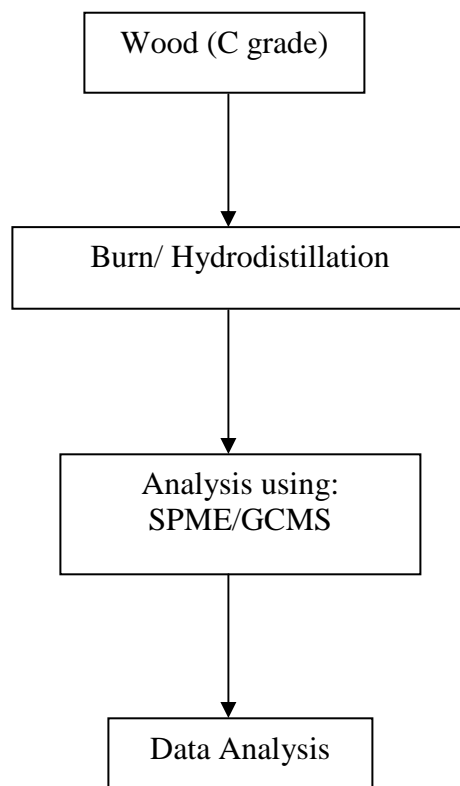 Wood (C grade)
Burn/ Hydrodistillation
Analysis using:
SPME/GCMS
Data Analysis